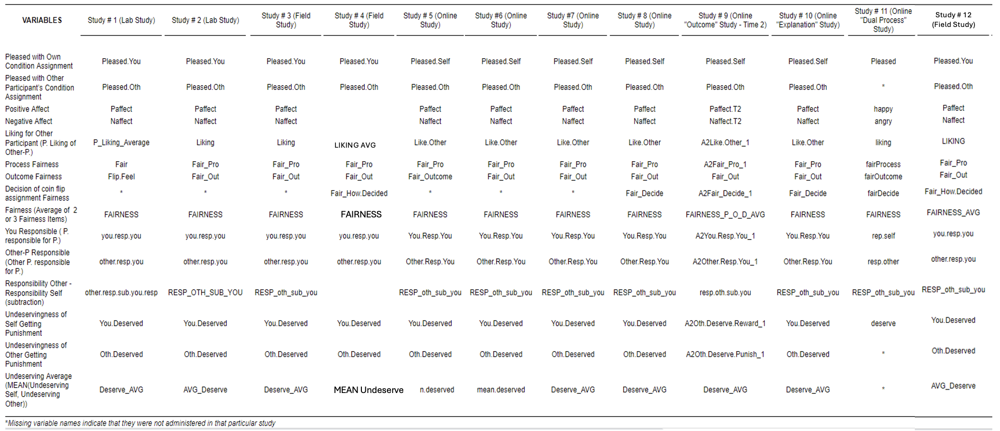 VARIABLES Study # 1 (Lab Study) Study # 2 (Lab Study) Study # 3 (Field Study) Study # 4 (Field Study) Study # 5 (Online Study) Study #6 (Online Study) Study #7 (Online Study) Study # 8 (Online Study) Study # 9 (Online "Outcome" Study - Time 2) Study # 10 (Online "Explanation" Study) Study # 11 (Online "Dual Process" Study) Study # 12 (Field Study)
Pleased with Own Condition Assignment Pleased.You Pleased.You Pleased.You Pleased.You Pleased.Self Pleased.Self Pleased.Self Pleased.Self Pleased.Self Pleased.Self Pleased Pleased.You
Pleased with Other Participant's Condition Assignment Pleased.Oth Pleased.Oth Pleased.Oth Pleased.Oth Pleased.Oth Pleased.Oth Pleased.Oth Pleased.Oth Pleased.Oth Pleased.Oth * Pleased.Oth
Positive Affect Paffect Paffect Paffect Paffect Paffect Paffect Paffect Paffect.T2 Paffect happy Paffect
Negative Affect Naffect Naffect Naffect Naffect Naffect Naffect Naffect Naffect.T2 Naffect angry Naffect
Liking for Other Participant (P. Liking of Other-P.) P_Liking_Average Liking Liking LIKING AVG Like.Other Like.Other Like.Other Like.Other A2Like.Other_1 Like.Other liking LIKING
Process Fairness Fair Fair_Pro Fair_Pro Fair_Pro Fair_Pro Fair_Pro Fair_Pro Fair_Pro A2Fair_Pro_1 Fair_Pro fairProcess Fair_Pro
Outcome Fairness Flip.Feel Fair_Out Fair_Out Fair_Out Fair_Outcome Fair_Out Fair_Out Fair_Out Fair_Out Fair_Out fairOutcome Fair_Out
Decision of coin flip assignment Fairness * * * Fair_How.Decided * * * Fair_Decide A2Fair_Decide_1 Fair_Decide fairDecide Fair_How.Decided
Fairness (Average of 2 or 3 Fairness Items) FAIRNESS FAIRNESS FAIRNESS FAIRNESS FAIRNESS FAIRNESS FAIRNESS FAIRNESS FAIRNESS_P_O_D_AVG FAIRNESS FAIRNESS FAIRNESS_AVG
You Responsible ( P. responsible for P.) you.resp.you you.resp.you you.resp.you you.resp.you You.Resp.You You.Resp.You You.Resp.You You.Resp.You A2You.Resp.You_1 You.Resp.You rep.self you.resp.you
Other-P Responsible (Other P. responsible for P.) other.resp.you other.resp.you other.resp.you other.resp.you Other.Resp.You Other.Resp.You Other.Resp.You Other.Resp.You A2Other.Resp.You_1 Other.Resp.You resp.other other.resp.you
Responsibility Other - Responsibility Self (subtraction) other.resp.sub.you.resp RESP_OTH_SUB_YOU RESP_oth_sub_you RESP_oth_sub_you RESP_oth_sub_you RESP_oth_sub_you RESP_oth_sub_you resp.oth.sub.you RESP_oth_sub_you RESP_oth_sub_you RESP_oth_sub_you
Undeservingness of Self Getting Punishment You.Deserved You.Deserved You.Deserved You.Deserved You.Deserved You.Deserved You.Deserved You.Deserved A2Oth.Deserve.Reward_1 You.Deserved deserve You.Deserved
Undeservingness of Other Getting Punishment Oth.Deserved Oth.Deserved Oth.Deserved Oth.Deserved Oth.Deserved Oth.Deserved Oth.Deserved Oth.Deserved A2Oth.Deserve.Punish_1 Oth.Deserved * Oth.Deserved
Undeserving Average (MEAN(Undeserving Self, Undeserving Other)) Deserve_AVG AVG_Deserve Deserve_AVG MEAN Undeserve n.deserved mean.deserved Deserve_AVG Deserve_AVG Deserve_AVG Deserve_AVG * AVG_Deserve
*Missing variable names indicate that they were not administered in that particular study